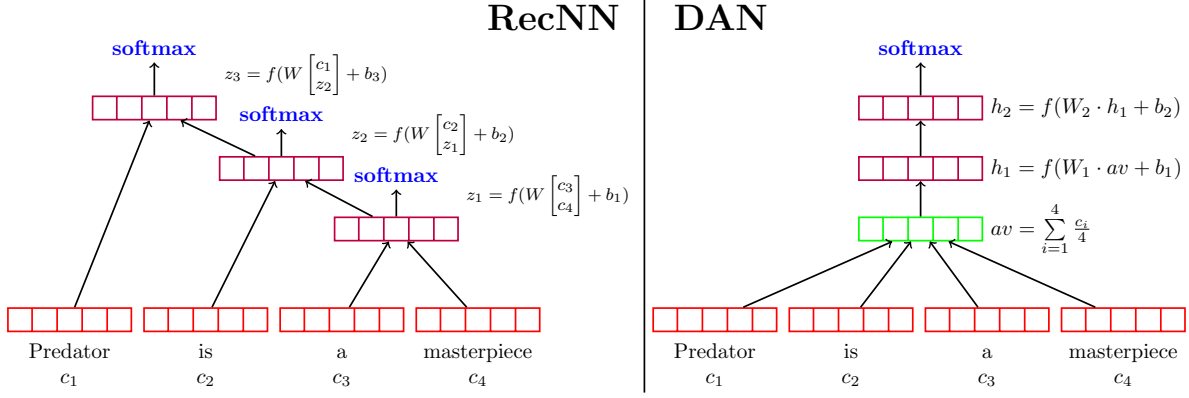 RecNN
softmax
z₃ = f(W [c₁ z₂] + b₃)
softmax
z₂ = f(W [c₂ z₁] + b₂)
softmax
z₁ = f(W [c₃ c₄] + b₁)
Predator is a masterpiece
c₁ c₂ c₃ c₄
DAN
softmax
h₂ = f(W₂ · h₁ + b₂)
h₁ = f(W₁ · av + b₁)
av = ∑_{i=1}^{4} c_i/4
Predator is a masterpiece
c₁ c₂ c₃ c₄